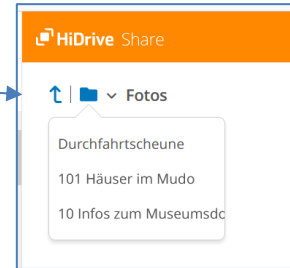 HiDrive Share
Fotos
Durchfahrtscheune
101 Häuser im Mudo
10 Infos zum Museumsdo